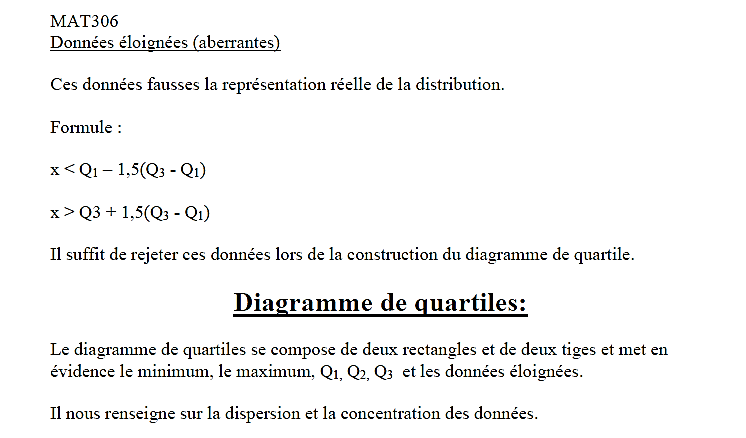 MAT306
Données éloignées (aberrantes)
Ces données fausses la représentation réelle de la distribution.
Formule :
x < Q1 – 1,5(Q3 - Q1)
x > Q3 + 1,5(Q3 - Q1)
Il suffit de rejeter ces données lors de la construction du diagramme de quartile.
Diagramme de quartiles:
Le diagramme de quartiles se compose de deux rectangles et de deux tiges et met en
évidence le minimum, le maximum, Q1, Q2, Q3 et les données éloignées.
Il nous renseigne sur la dispersion et la concentration des données.